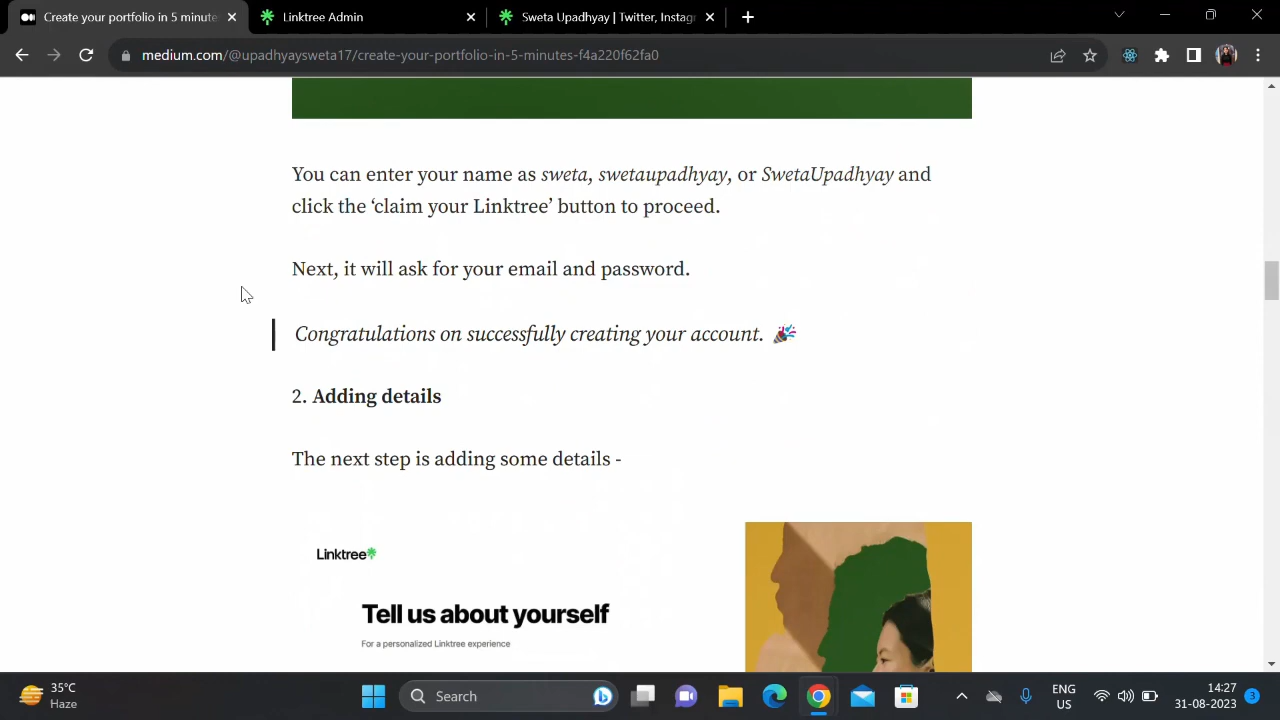 Create your portfolio in 5 minute
Linktree Admin
Sweta Upadhyay | Twitter, Instagr
medium.com/@upadhyaysweta17/create-your-portfolio-in-5-minutes-f4a220f62fa0
You can enter your name as sweta, swetaupadhyay, or SwetaUpadhyay and
click the ‘claim your Linktree’ button to proceed.
Next, it will ask for your email and password.
Congratulations on successfully creating your account. 🎉
2. Adding details
The next step is adding some details -
Linktree
Tell us about yourself
For a personalized Linktree experience
35°C
Haze
Search
ENG
US
14:27
31-08-2023
3